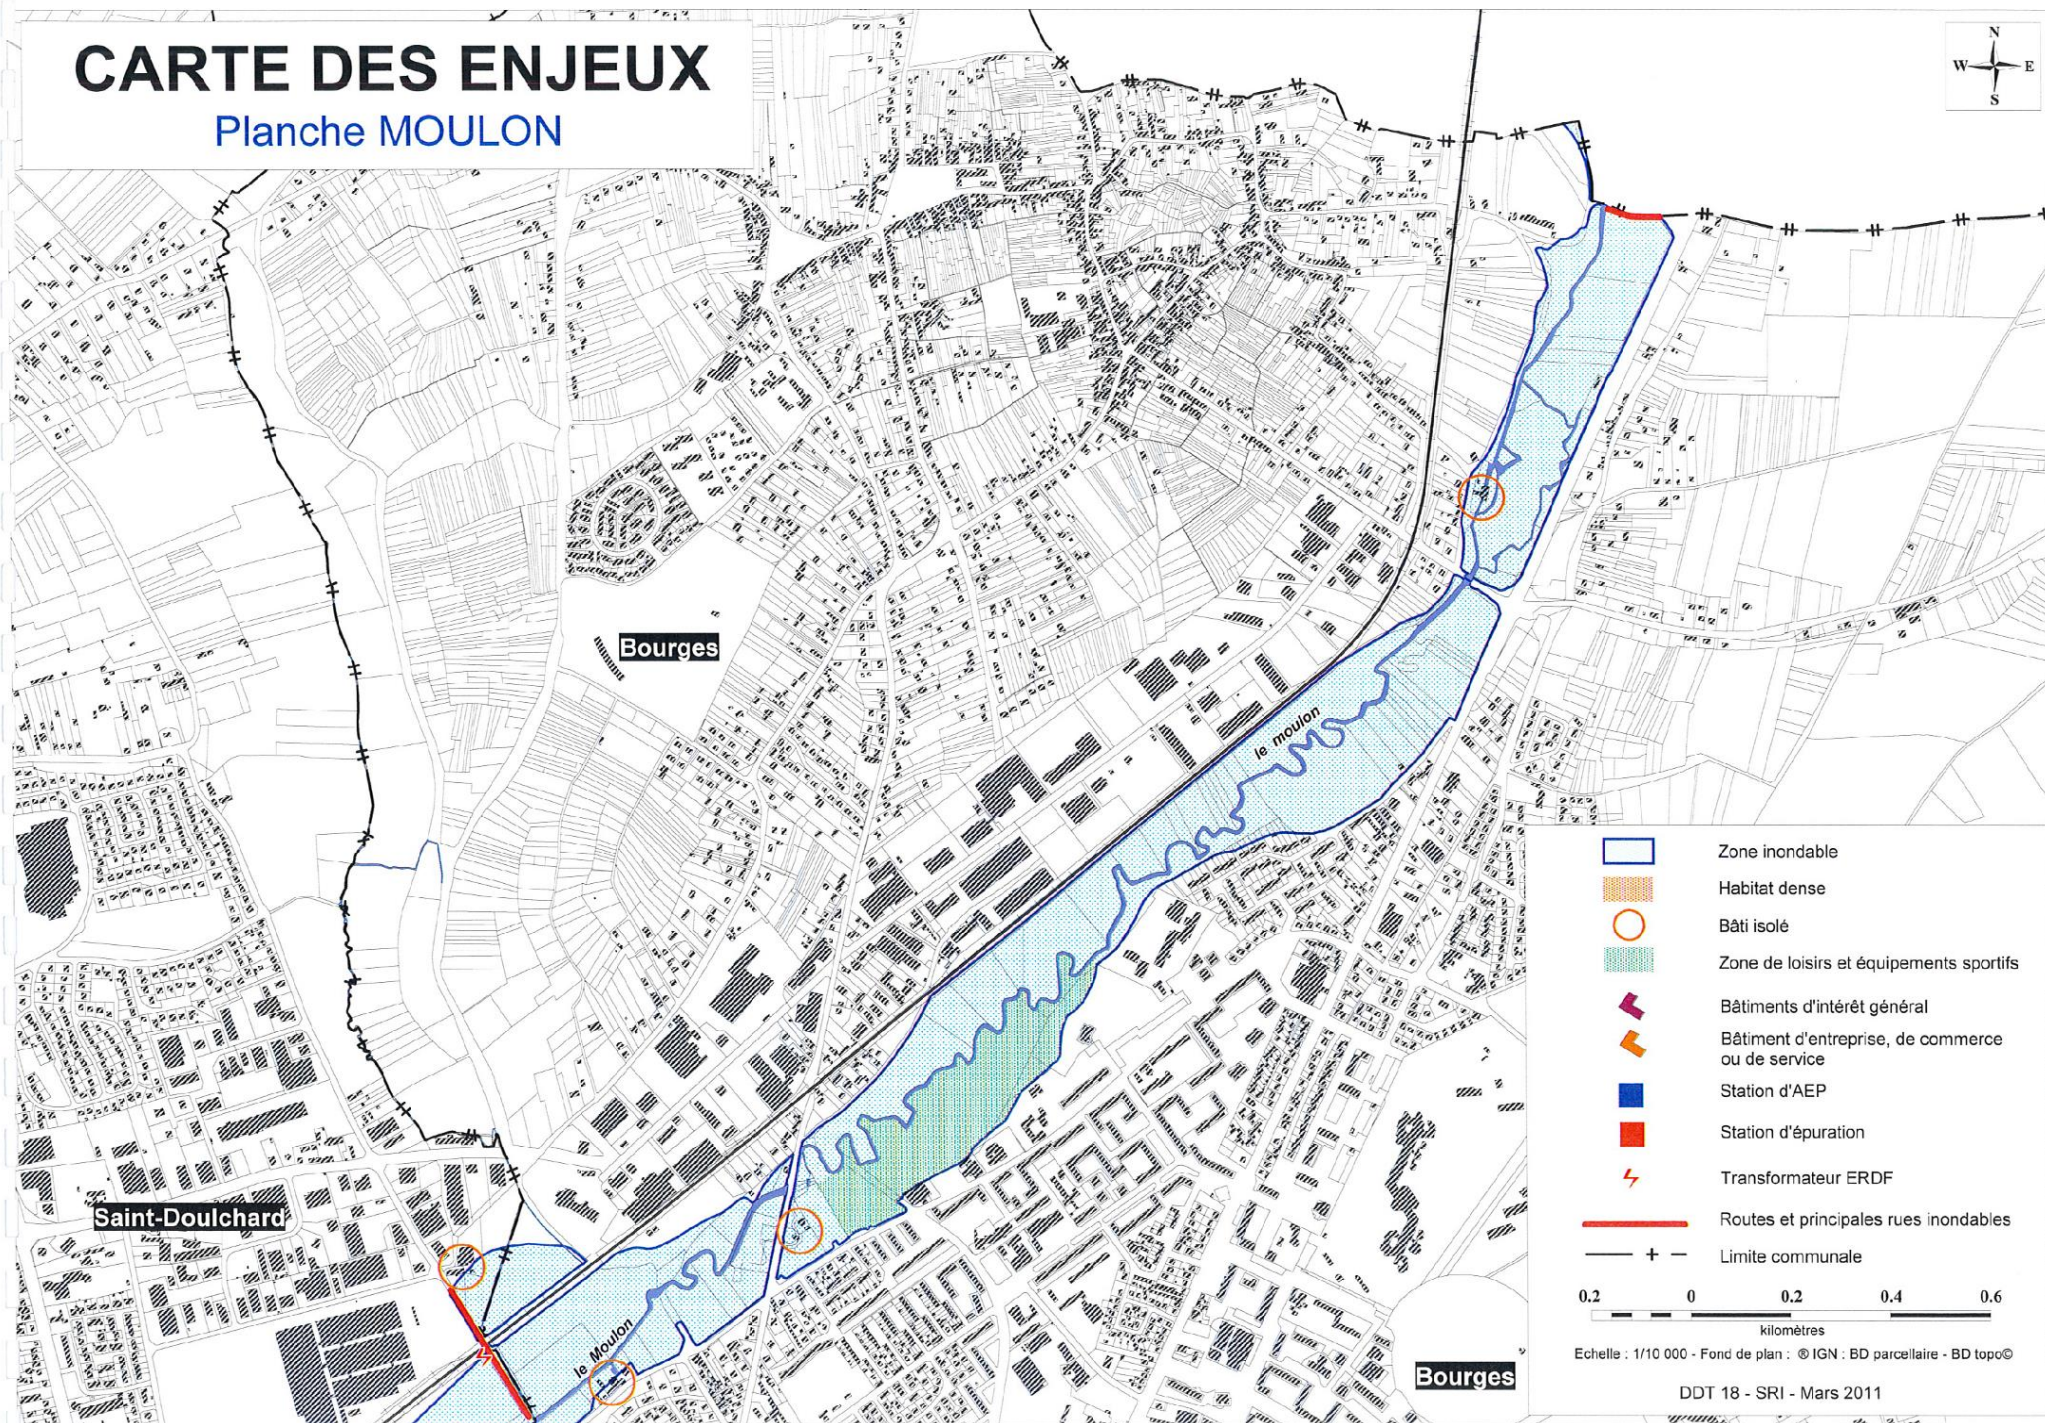 CARTE DES ENJEUX
Planche MOULON
N
W
E
S
Bourges
le moulon
Saint-Doulchard
le Moulon
Bourges
Zone inondable
Habitat dense
Bâti isolé
Zone de loisirs et équipements sportifs
Bâtiments d'intérêt général
Bâtiment d'entreprise, de commerce
ou de service
Station d'AEP
Station d'épuration
Transformateur ERDF
Routes et principales rues inondables
Limite communale
0.2 0 0.2 0.4 0.6
kilomètres
Echelle : 1/10 000 - Fond de plan : ® IGN : BD parcellaire - BD topo©
DDT 18 - SRI - Mars 2011